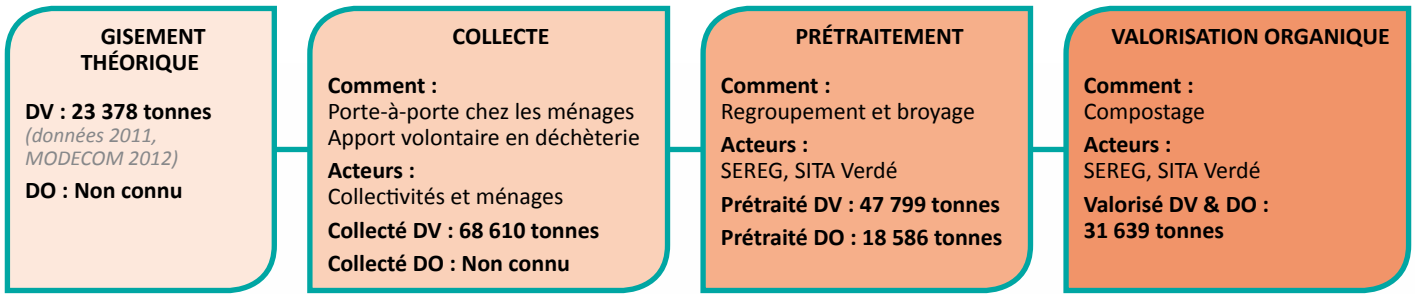 GISEMENT
THÉORIQUE
DV : 23 378 tonnes
(données 2011,
MODECOM 2012)
DO : Non connu
COLLECTE
Comment :
Porte-à-porte chez les ménages
Apport volontaire en déchèterie
Acteurs :
Collectivités et ménages
Collecté DV : 68 610 tonnes
Collecté DO : Non connu
PRÉTRAITEMENT
Comment :
Regroupement et broyage
Acteurs :
SEREG, SITA Verdé
Prétraité DV : 47 799 tonnes
Prétraité DO : 18 586 tonnes
VALORISATION ORGANIQUE
Comment :
Compostage
Acteurs :
SEREG, SITA Verdé
Valorisé DV & DO :
31 639 tonnes